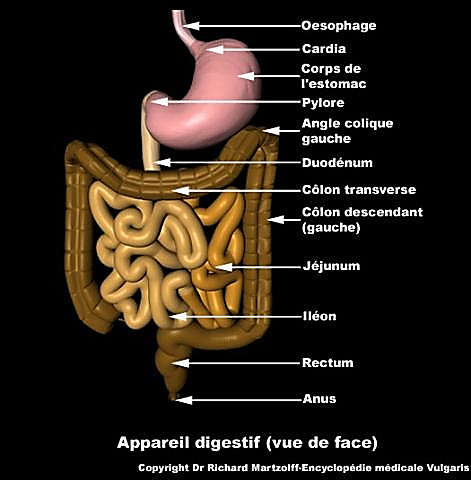 Oesophage
Cardia
Corps de
l'estomac
Pylore
Angle colique
gauche
Duodénum
Côlon transverse
Côlon descendant
(gauche)
Jéjunum
Iléon
Rectum
Anus
Appareil digestif (vue de face)
Copyright Dr Richard Martzolff-Encyclopédie médicale Vulgaris